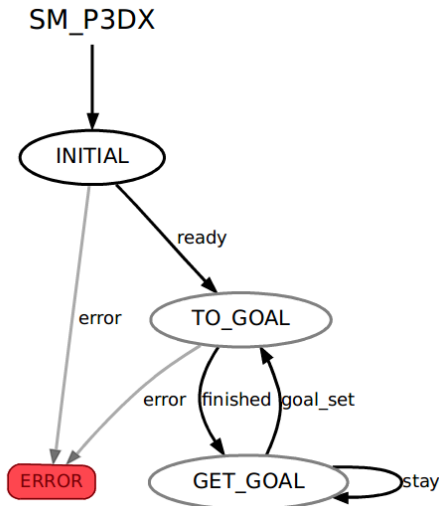 SM_P3DX
INITIAL
ready
error
TO_GOAL
error
finished
goal_set
ERROR
GET_GOAL
stay